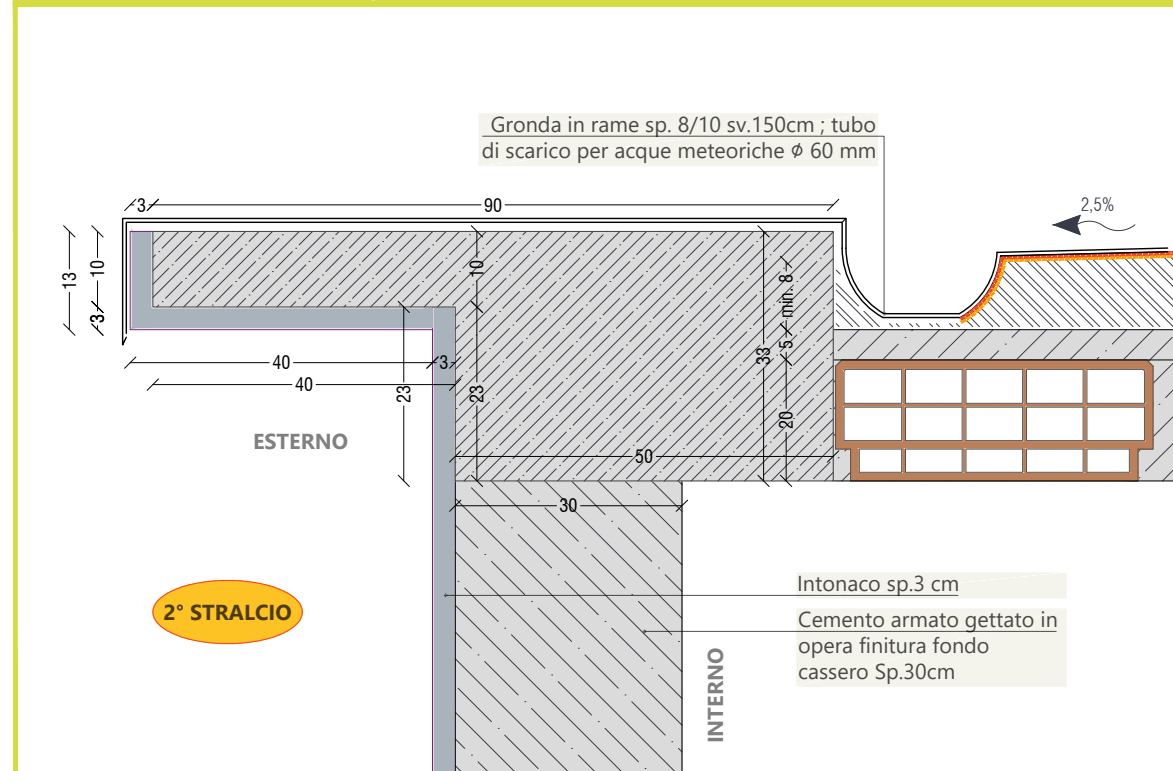 Gronda in rame sp. 8/10 sv.150cm ; tubo
di scarico per acque meteoriche φ 60 mm
3
90
2,5%
13
10
3
10
min. 8
5
33
40
3
40
23
23
20
ESTERNO
50
30
2° STRALCIO
Intonaco sp.3 cm
Cemento armato gettato in
opera finitura fondo
cassero Sp.30cm
INTERNO